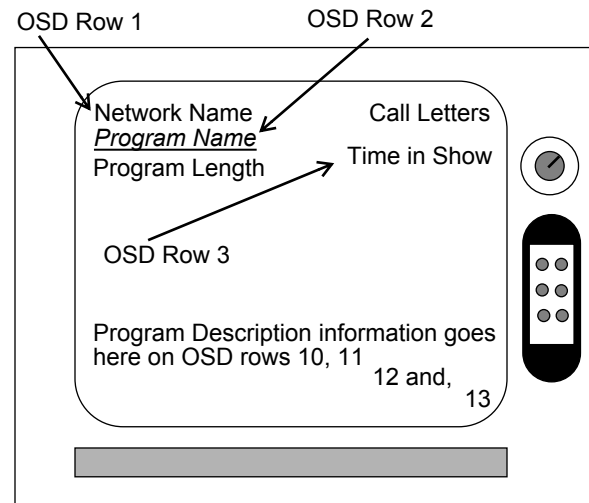 OSD Row 1
OSD Row 2
Network Name
Call Letters
Program Name
Program Length
Time in Show
OSD Row 3
Program Description information goes
here on OSD rows 10, 11
12 and,
13